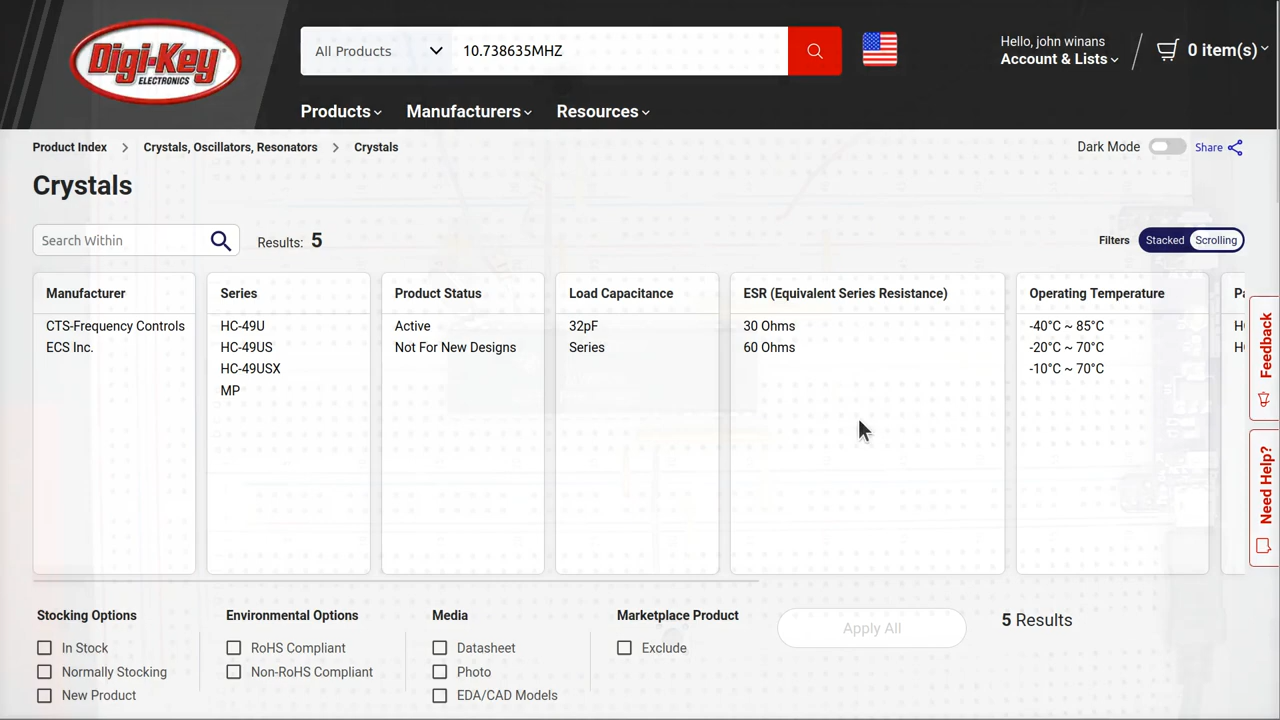 Digi-Key
ELECTRONICS
All Products
10.738635MHZ
Hello, john winans
Account & Lists
0 item(s)
Products
Manufacturers
Resources
Product Index
Crystals, Oscillators, Resonators
Crystals
Dark Mode
Share
Crystals
Search Within
Results: 5
Filters
Stacked
Scrolling
Manufacturer
CTS-Frequency Controls
ECS Inc.
Series
HC-49U
HC-49US
HC-49USX
MP
Product Status
Active
Not For New Designs
Load Capacitance
32pF
Series
ESR (Equivalent Series Resistance)
30 Ohms
60 Ohms
Operating Temperature
-40°C ~ 85°C
-20°C ~ 70°C
-10°C ~ 70°C
Feedback
Need Help?
Stocking Options
In Stock
Normally Stocking
New Product
Environmental Options
RoHS Compliant
Non-RoHS Compliant
Media
Datasheet
Photo
EDA/CAD Models
Marketplace Product
Exclude
Apply All
5 Results